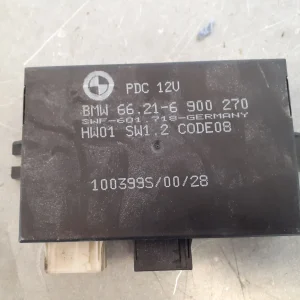 PDC 12V
BMW 66.21-6 900 270
SWF-601.718-GERMANY
HW01 SW1.2 CODE08
100399S/00/28